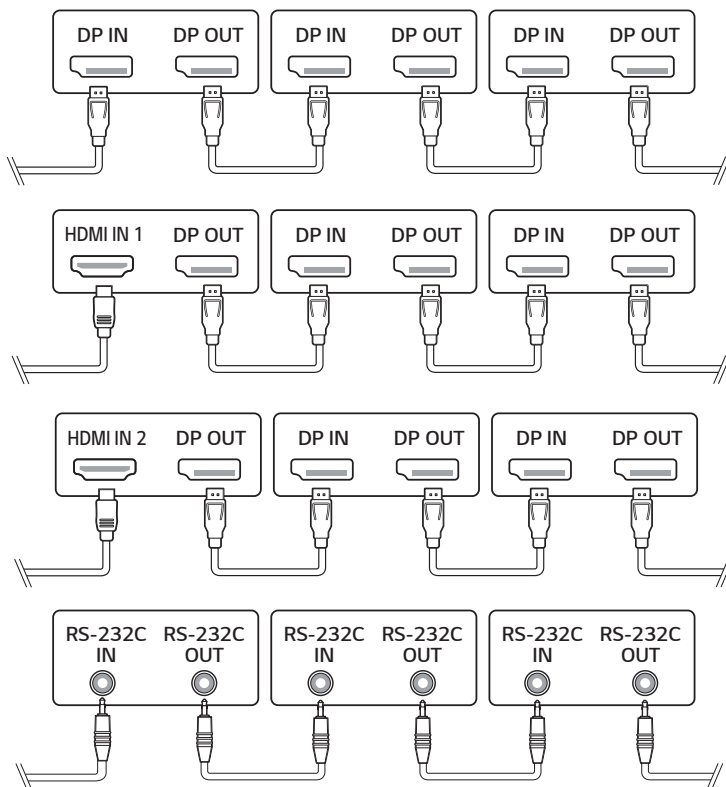 DP IN DP OUT DP IN DP OUT DP IN DP OUT
HDMI IN 1 DP OUT DP IN DP OUT DP IN DP OUT
HDMI IN 2 DP OUT DP IN DP OUT DP IN DP OUT
RS-232C RS-232C RS-232C RS-232C RS-232C RS-232C
IN OUT IN OUT IN OUT